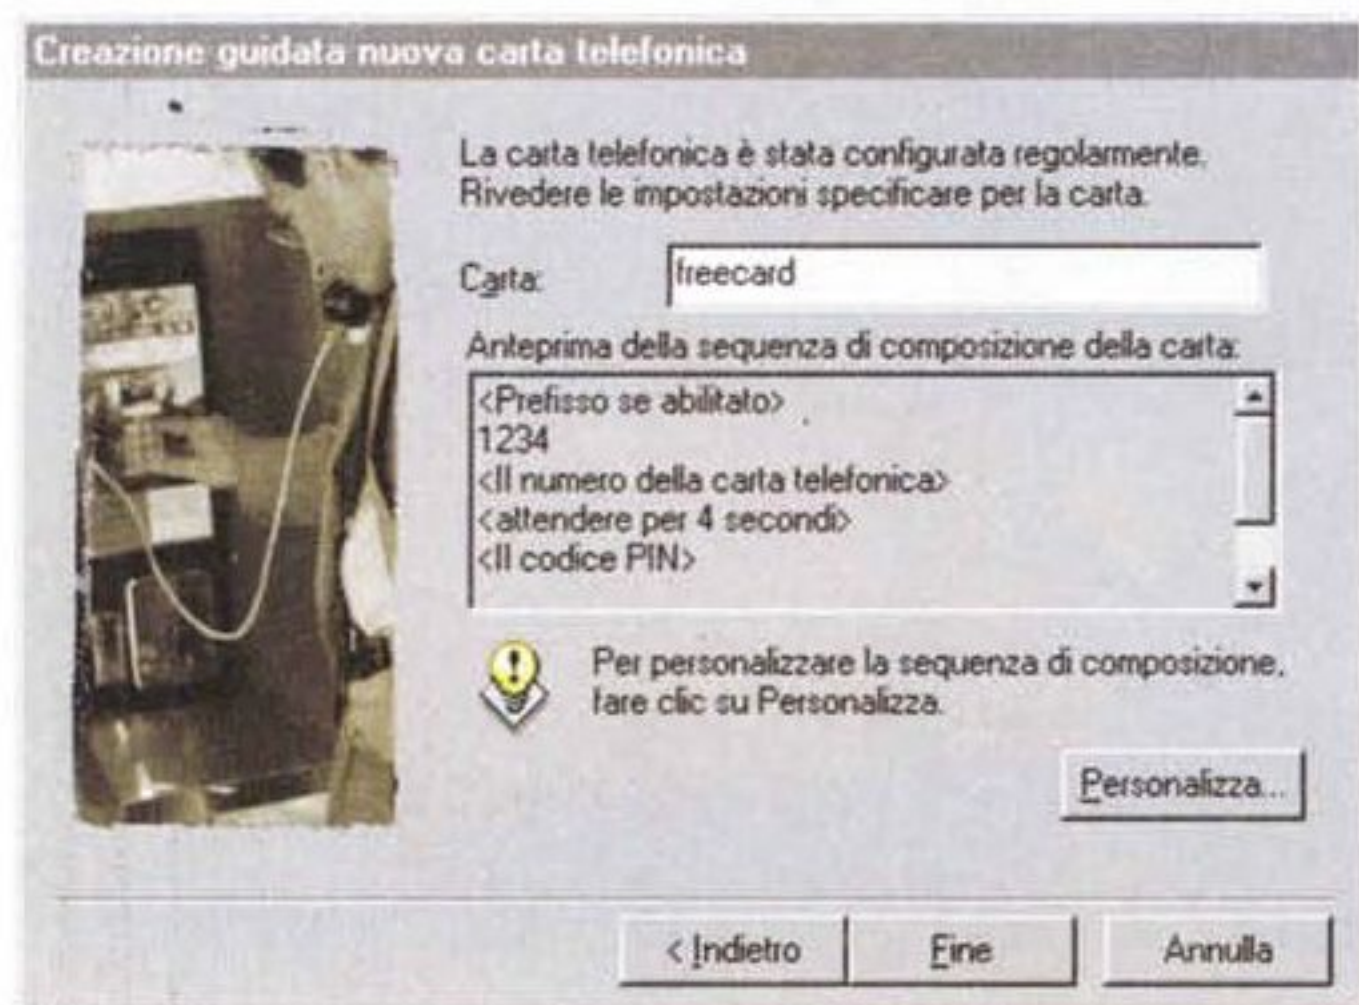 Creazione guidata nuova carta telefonica
La carta telefonica è stata configurata regolarmente.
Rivedere le impostazioni specificare per la carta.
Carta:
freecard
Anteprima della sequenza di composizione della carta:
<Prefisso se abilitato>
1234
<Il numero della carta telefonica>
<attendere per 4 secondi>
<Il codice PIN>
Per personalizzare la sequenza di composizione,
fare clic su Personalizza.
Personalizza...
< Indietro
Fine
Annulla